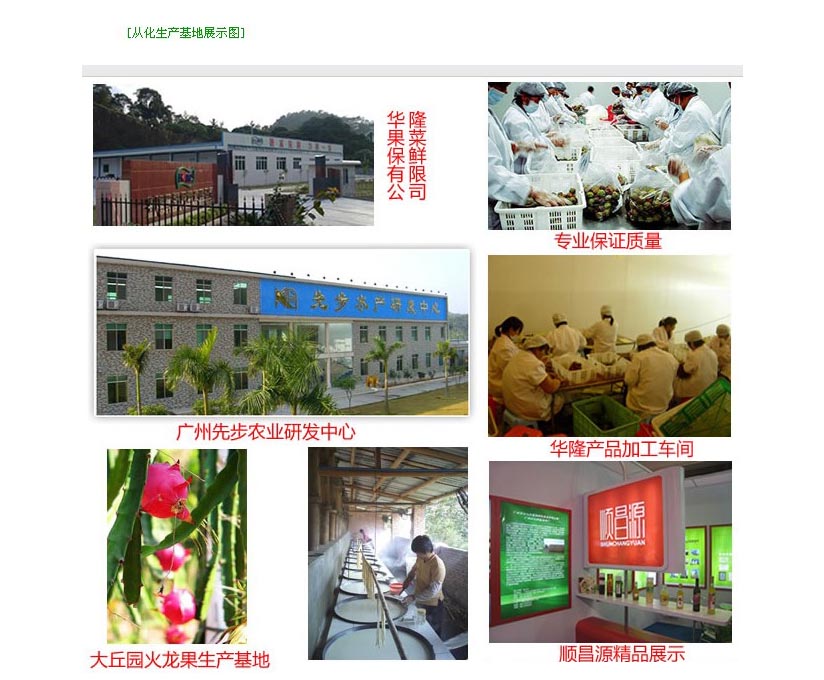 [从化生产基地展示图]
华隆
果菜
保鲜
有限
公司
专业保证质量
先步农产研发中心
广州先步农业研发中心
华隆产品加工车间
顺昌源
SHUNCHANGYUAN
大丘园火龙果生产基地
顺昌源精品展示